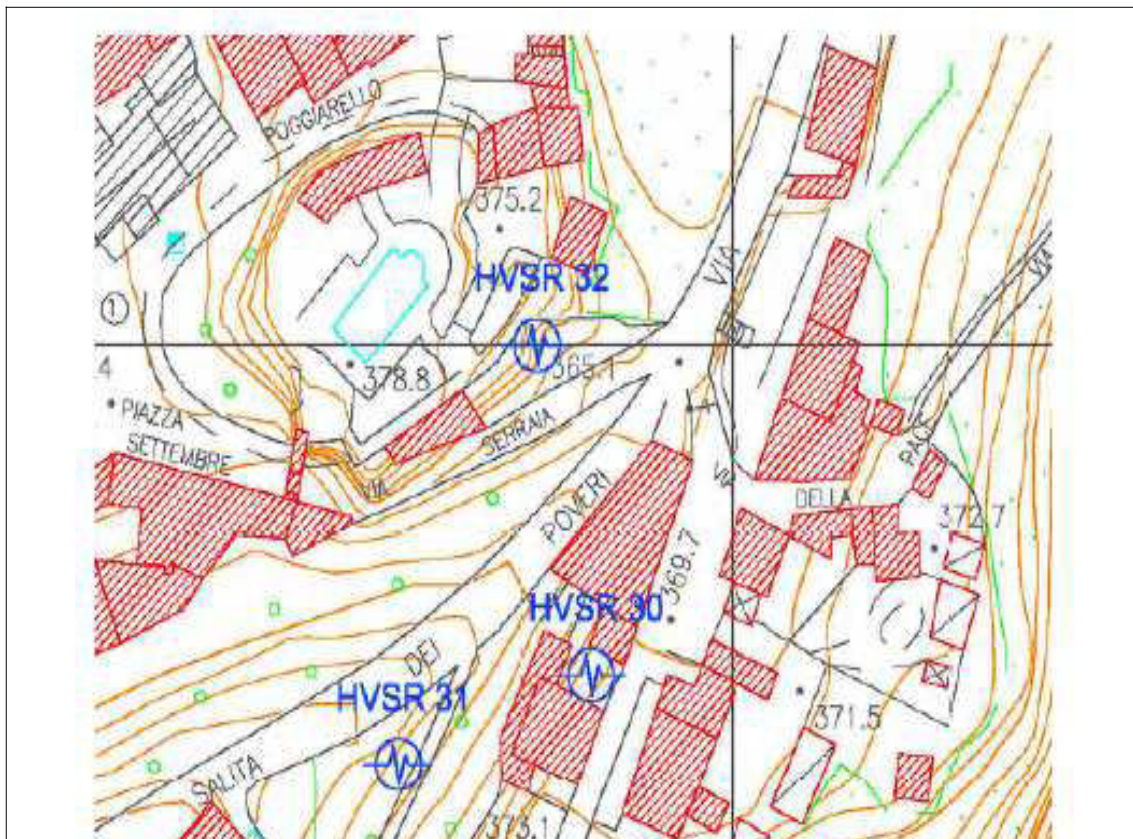 POGGIARELLO
375.2
HVSR 32
VIA
VIA
1
.4
378.8
365.1
PIAZZA
SETTEMBRE
SERRAIA
VIA
VIA
PACE
DELLA
POVERI
372.7
369.7
HVSR 30
DEI
HVSR 31
371.5
SALITA
373.1